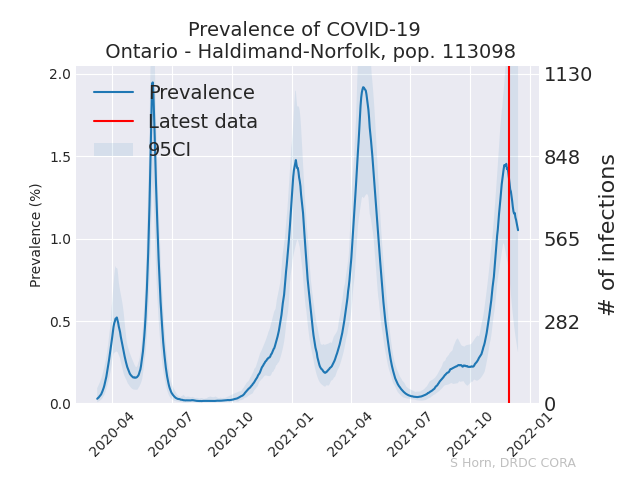 Prevalence of COVID-19
Ontario - Haldimand-Norfolk, pop. 113098
2.0
1.5
1.0
0.5
0.0
Prevalence (%)
Prevalence
Latest data
95CI
1130
848
565
282
0
# of infections
2020-04
2020-07
2020-10
2021-01
2021-04
2021-07
2021-10
2022-01
S Horn, DRDC CORA